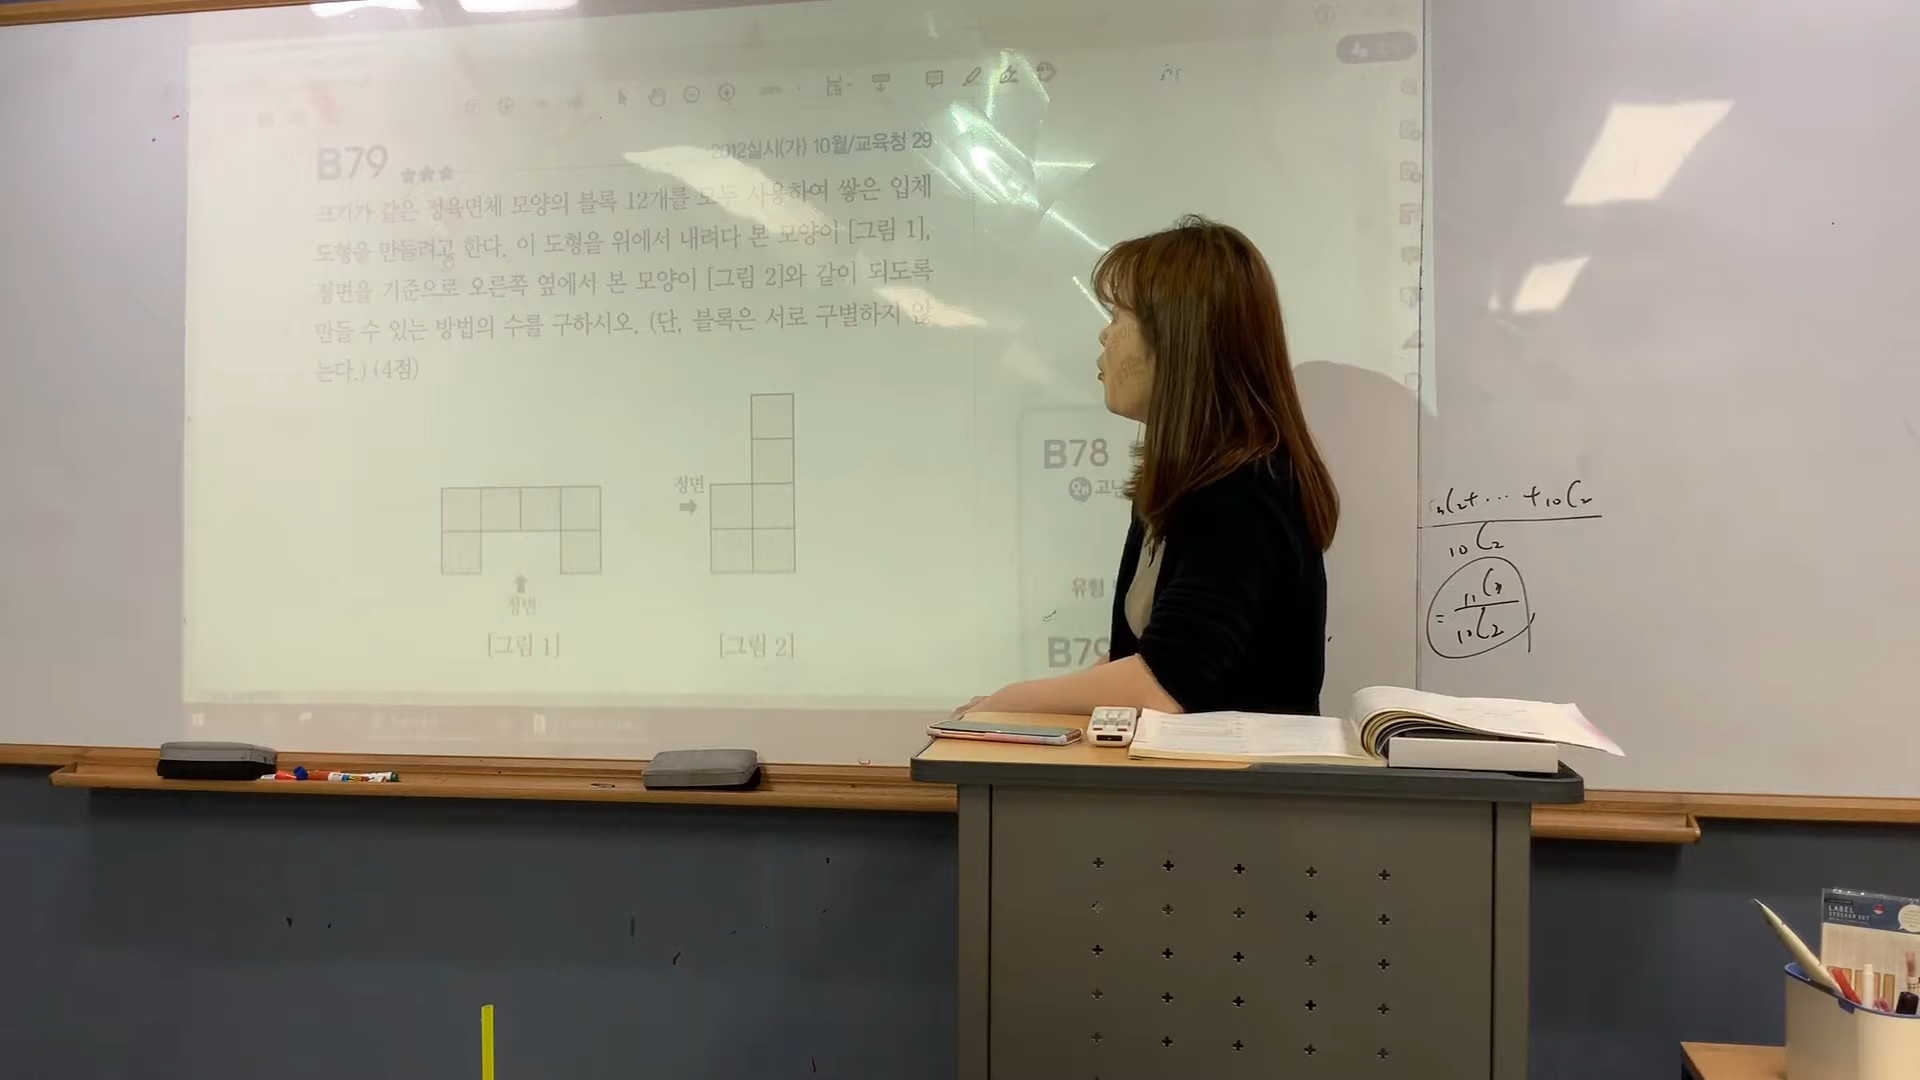 B79
2012실시(가) 10월/교육청 29
크기가 같은 정육면체 모양의 블록 12개를 모두 사용하여 쌓은 입체
도형을 만들려고 한다. 이 도형을 위에서 내려다 본 모양이 [그림 1],
정면을 기준으로 오른쪽 옆에서 본 모양이 [그림 2]와 같이 되도록
만들 수 있는 방법의 수를 구하시오. (단, 블록은 서로 구별하지 않
는다.) (4점)
정면
정면
[그림 1]
[그림 2]
B78
유형
B79
+ ₁₀C₂
₁₀C₂
₁₀C₂
LABEL